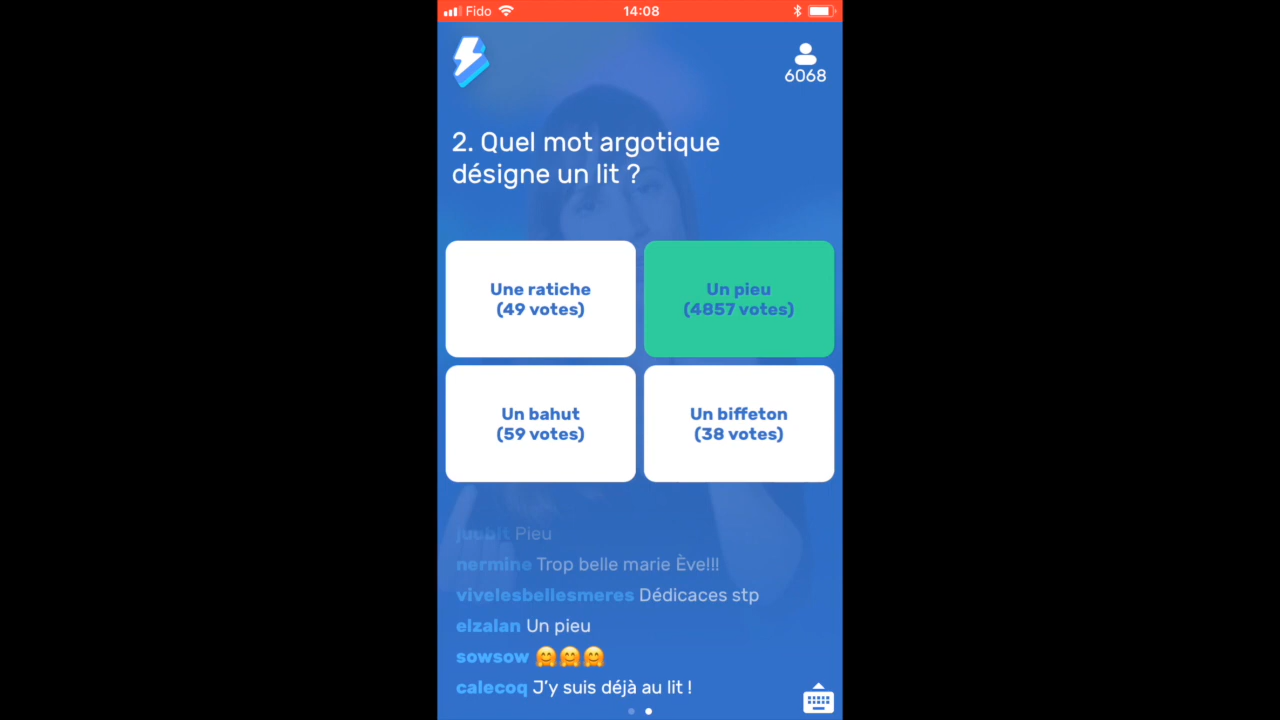 Fido
14:08
6068
2. Quel mot argotique
désigne un lit ?
Une ratiche
(49 votes)
Un pieu
(4857 votes)
Un bahut
(59 votes)
Un biffeton
(38 votes)
Pieu
nermine Trop belle marie Ève!!!
vivelesbellesmeres Dédicaces stp
elzalan Un pieu
sowsow 🤗🤗🤗
calecoq J'y suis déjà au lit !